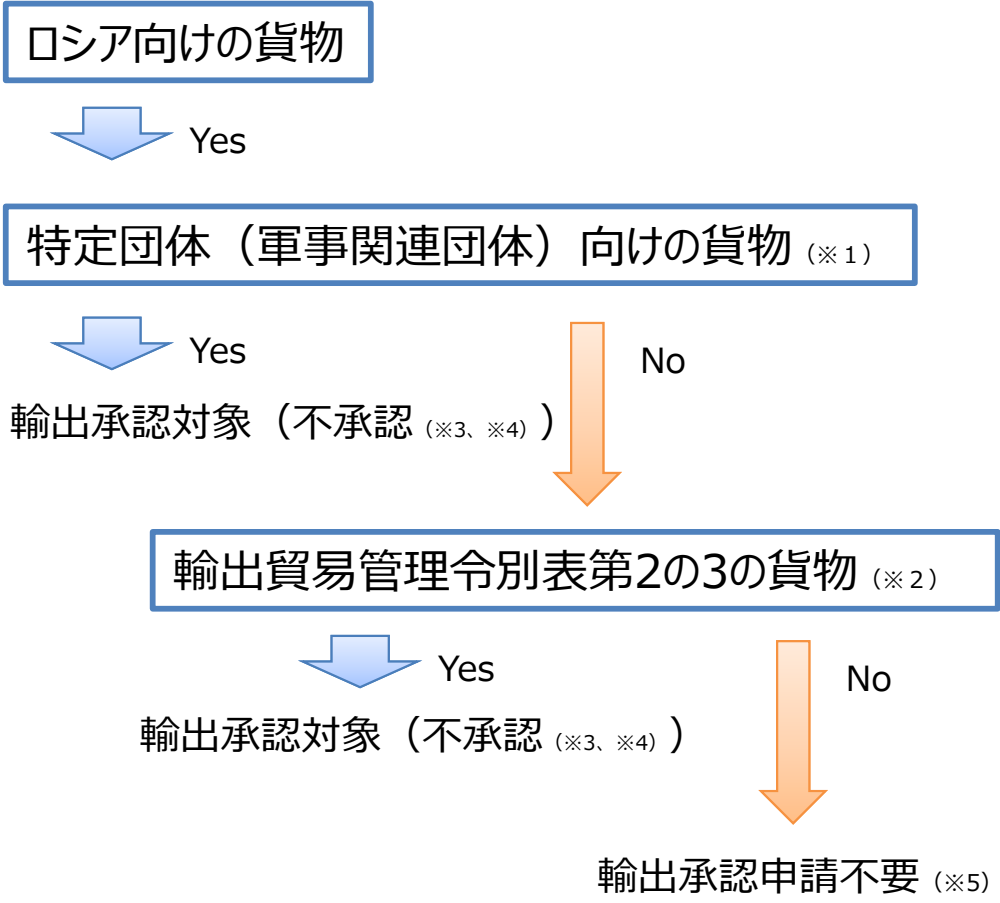 ロシア向けの貨物
Yes
特定団体（軍事関連団体）向けの貨物（※１）
Yes
No
輸出承認対象（不承認（※3、※4））
輸出貿易管理令別表第2の3の貨物（※２）
Yes
No
輸出承認対象（不承認（※3、※4））
輸出承認申請不要（※5）